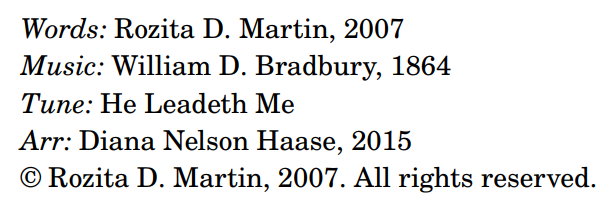 Words: Rozita D. Martin, 2007
Music: William D. Bradbury, 1864
Tune: He Leadeth Me
Arr: Diana Nelson Haase, 2015
© Rozita D. Martin, 2007. All rights reserved.